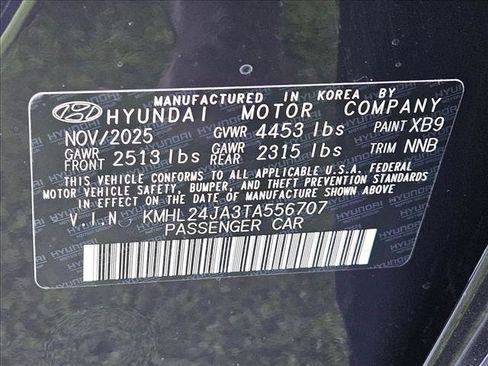 MANUFACTURED IN KOREA BY
HYUNDAI MOTOR COMPANY
NOV/2025 GVWR 4453 lbs PAINT XB9
GAWR FRONT 2513 lbs GAWR REAR 2315 lbs TRIM NNB
THIS VEHICLE CONFORMS TO ALL APPLICABLE U.S.A. FEDERAL
MOTOR VEHICLE SAFETY, BUMPER, AND THEFT PREVENTION STANDARDS
IN EFFECT ON THE DATE OF MANUFACTURE SHOWN ABOVE.
V.I.N KMHL24JA3TA556707
PASSENGER CAR